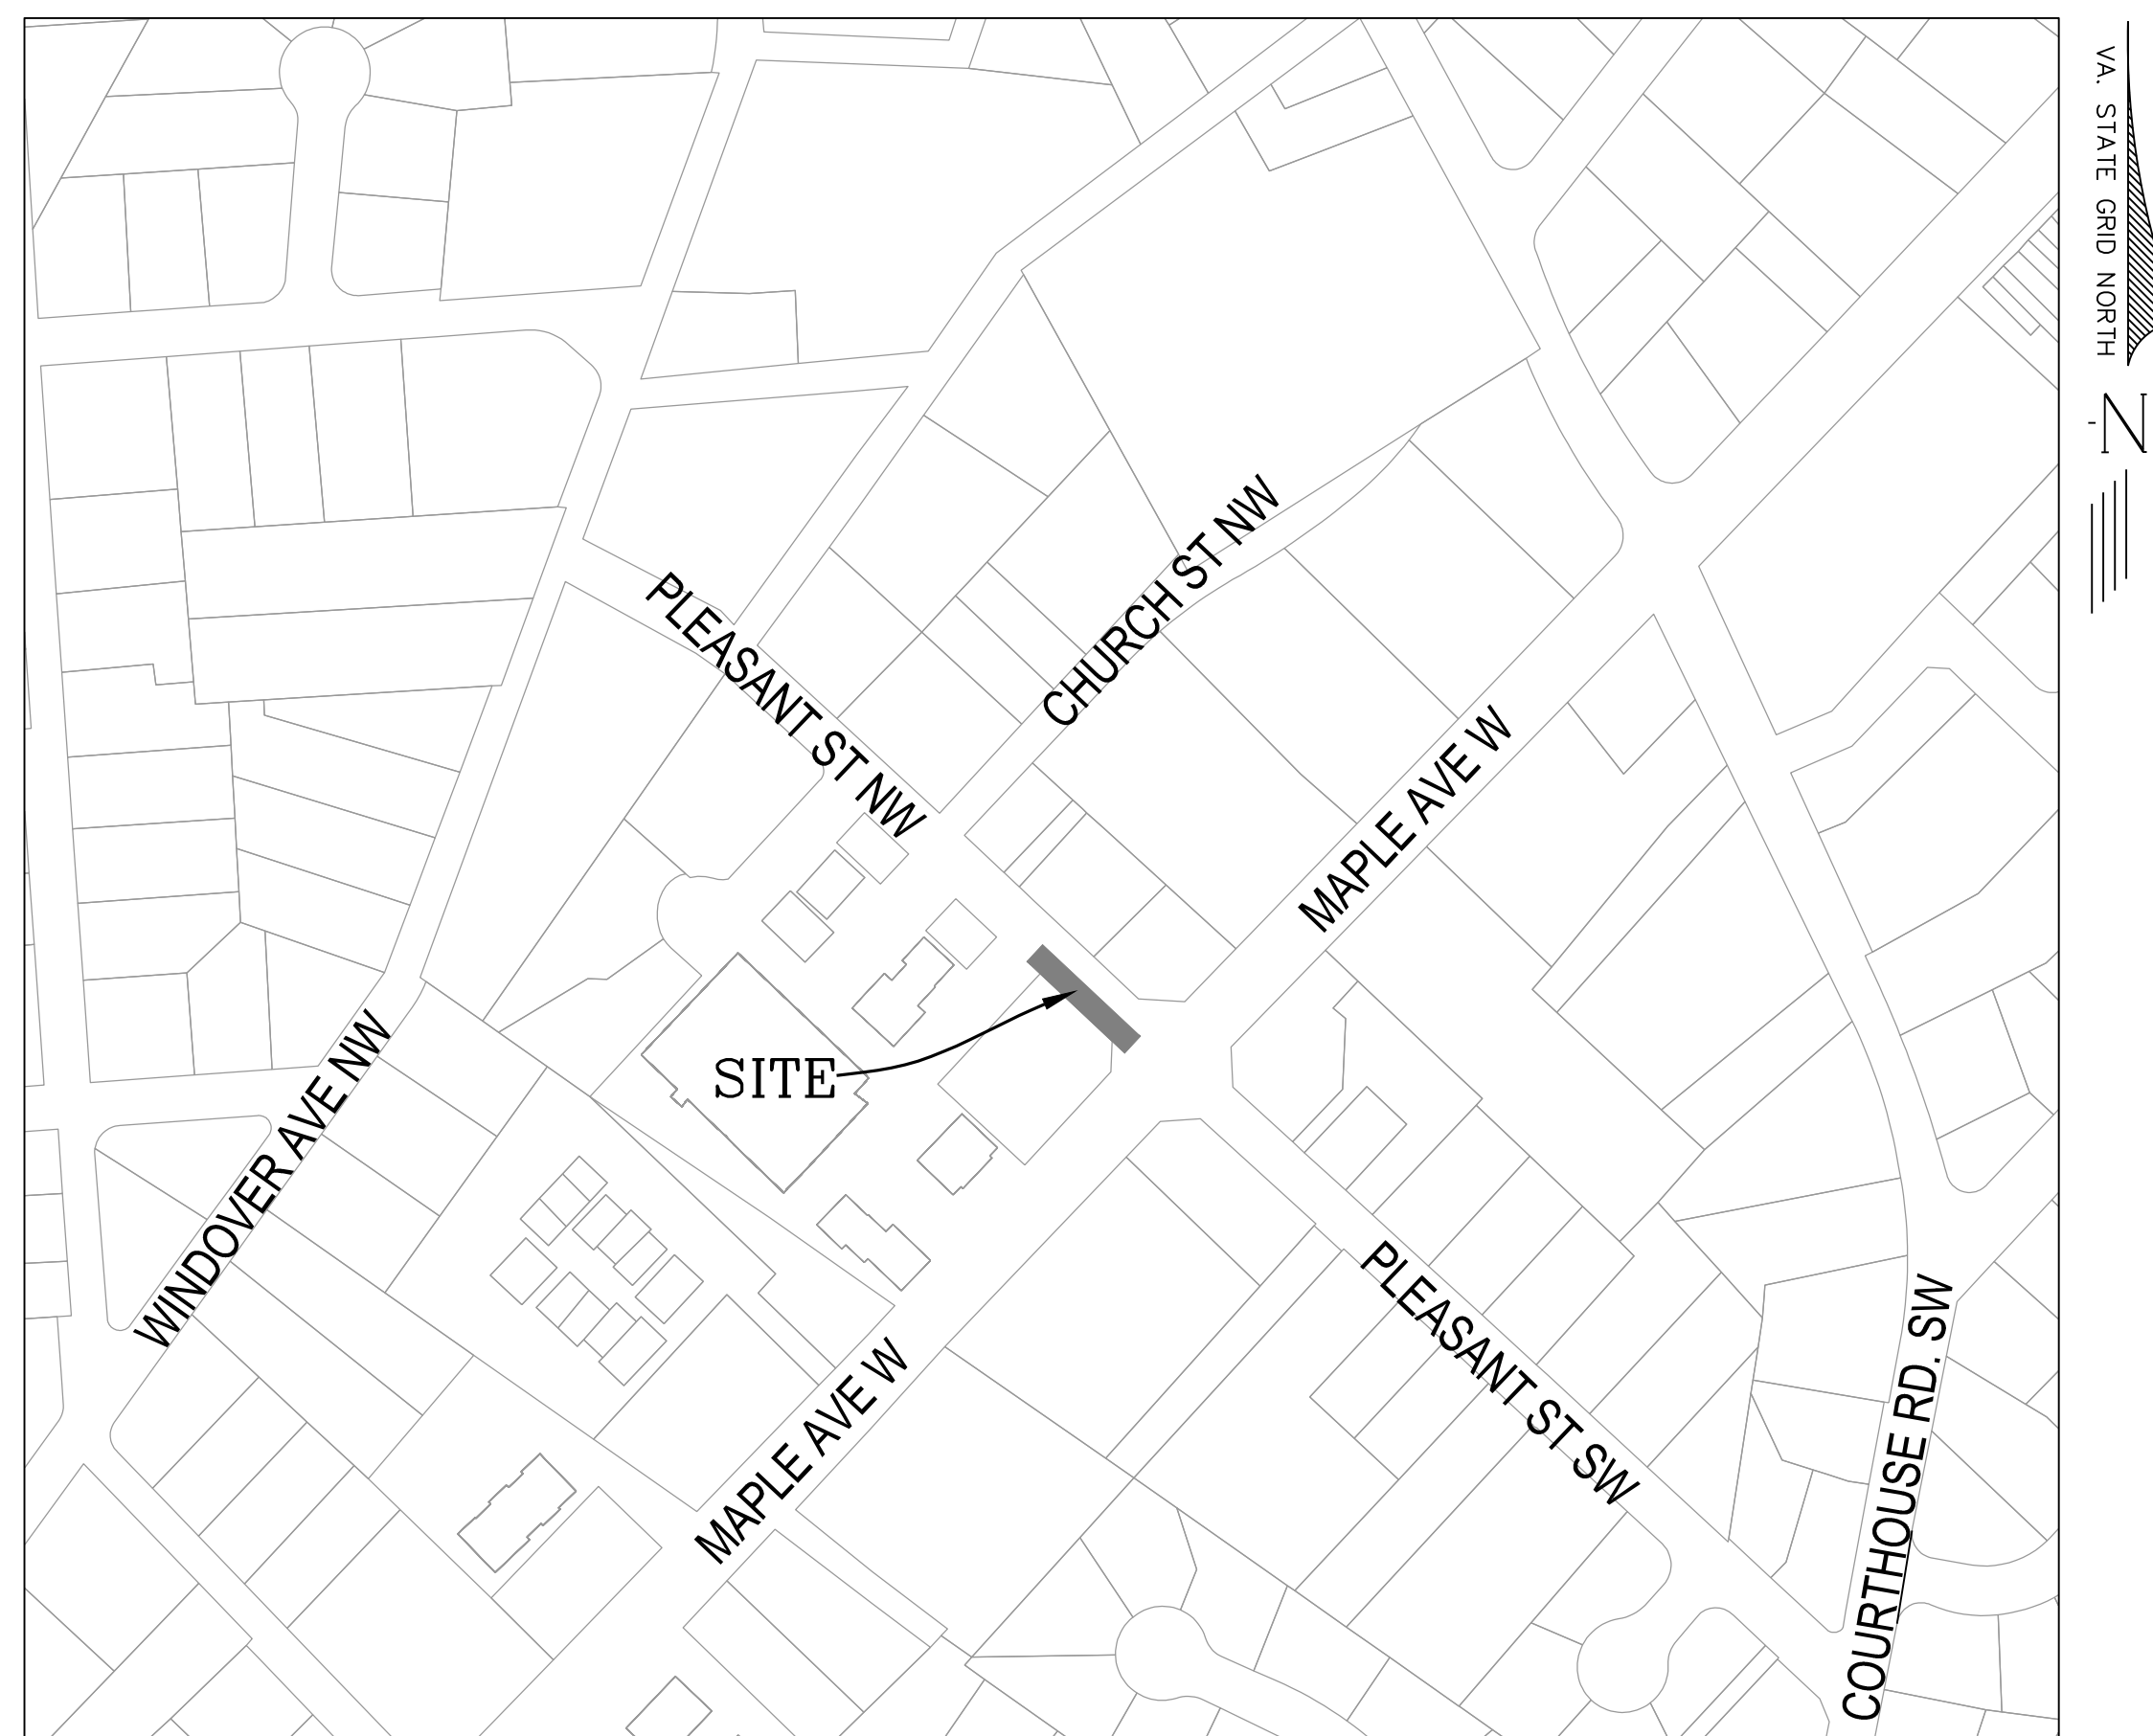 VA. STATE GRID NORTH
N
CHURCH ST NW
PLEASANT ST NW
MAPLE AVE W
SITE
WINDOVER AVE NW
PLEASANT ST SW
COURTHOUSE RD. SW
MAPLE AVE W